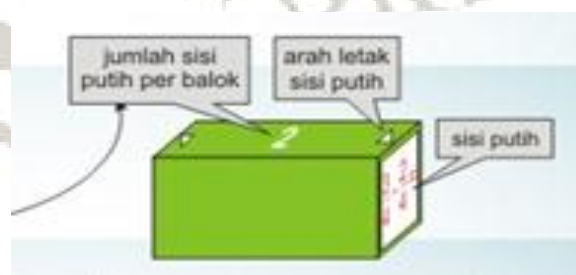 jumlah sisi
putih per balok
arah letak
sisi putih
2
sisi putih